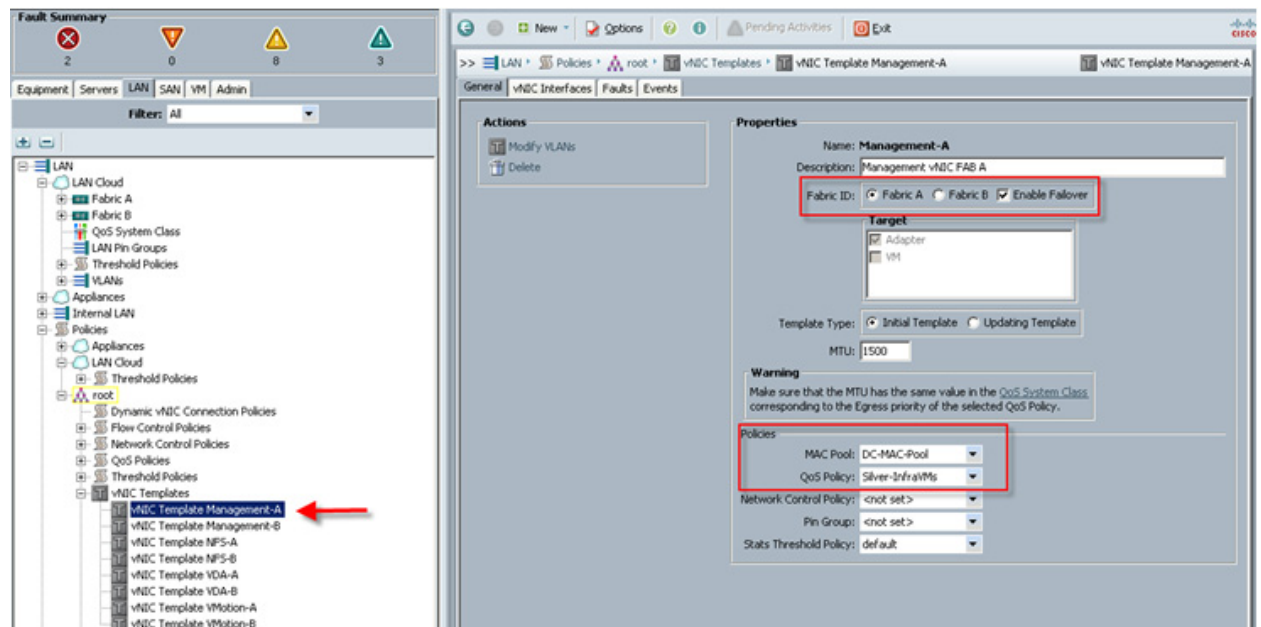 Fault Summary
2 0 8 3
Equipment Servers LAN SAN VM Admin
Filter: All
LAN
LAN Cloud
Fabric A
Fabric B
QoS System Class
LAN Pin Groups
Threshold Policies
VLANs
Appliances
Internal LAN
Policies
Appliances
LAN Cloud
Threshold Policies
root
Dynamic vNIC Connection Policies
Flow Control Policies
Network Control Policies
QoS Policies
Threshold Policies
vNIC Templates
vNIC Template Management-A
vNIC Template Management-B
vNIC Template NFS-A
vNIC Template NFS-B
vNIC Template VDA-A
vNIC Template VDA-B
vNIC Template VMotion-A
vNIC Template VMotion-B
New Options Pending Activities Exit
CISCO
>> LAN Policies root vNIC Templates vNIC Template Management-A vNIC Template Management-A
General vNIC Interfaces Faults Events
Actions
Modify VLANs
Delete
Properties
Name: Management-A
Description: Management vNIC FAB A
Fabric ID: Fabric A Fabric B Enable Failover
Target
Adapter
VM
Template Type: Initial Template Updating Template
MTU: 1500
Warning
Make sure that the MTU has the same value in the QoS System Class
corresponding to the Egress priority of the selected QoS Policy.
Policies
MAC Pool: DC-MAC-Pool
QoS Policy: Silver-InfraVMs
Network Control Policy: <not set>
Pin Group: <not set>
Stats Threshold Policy: default